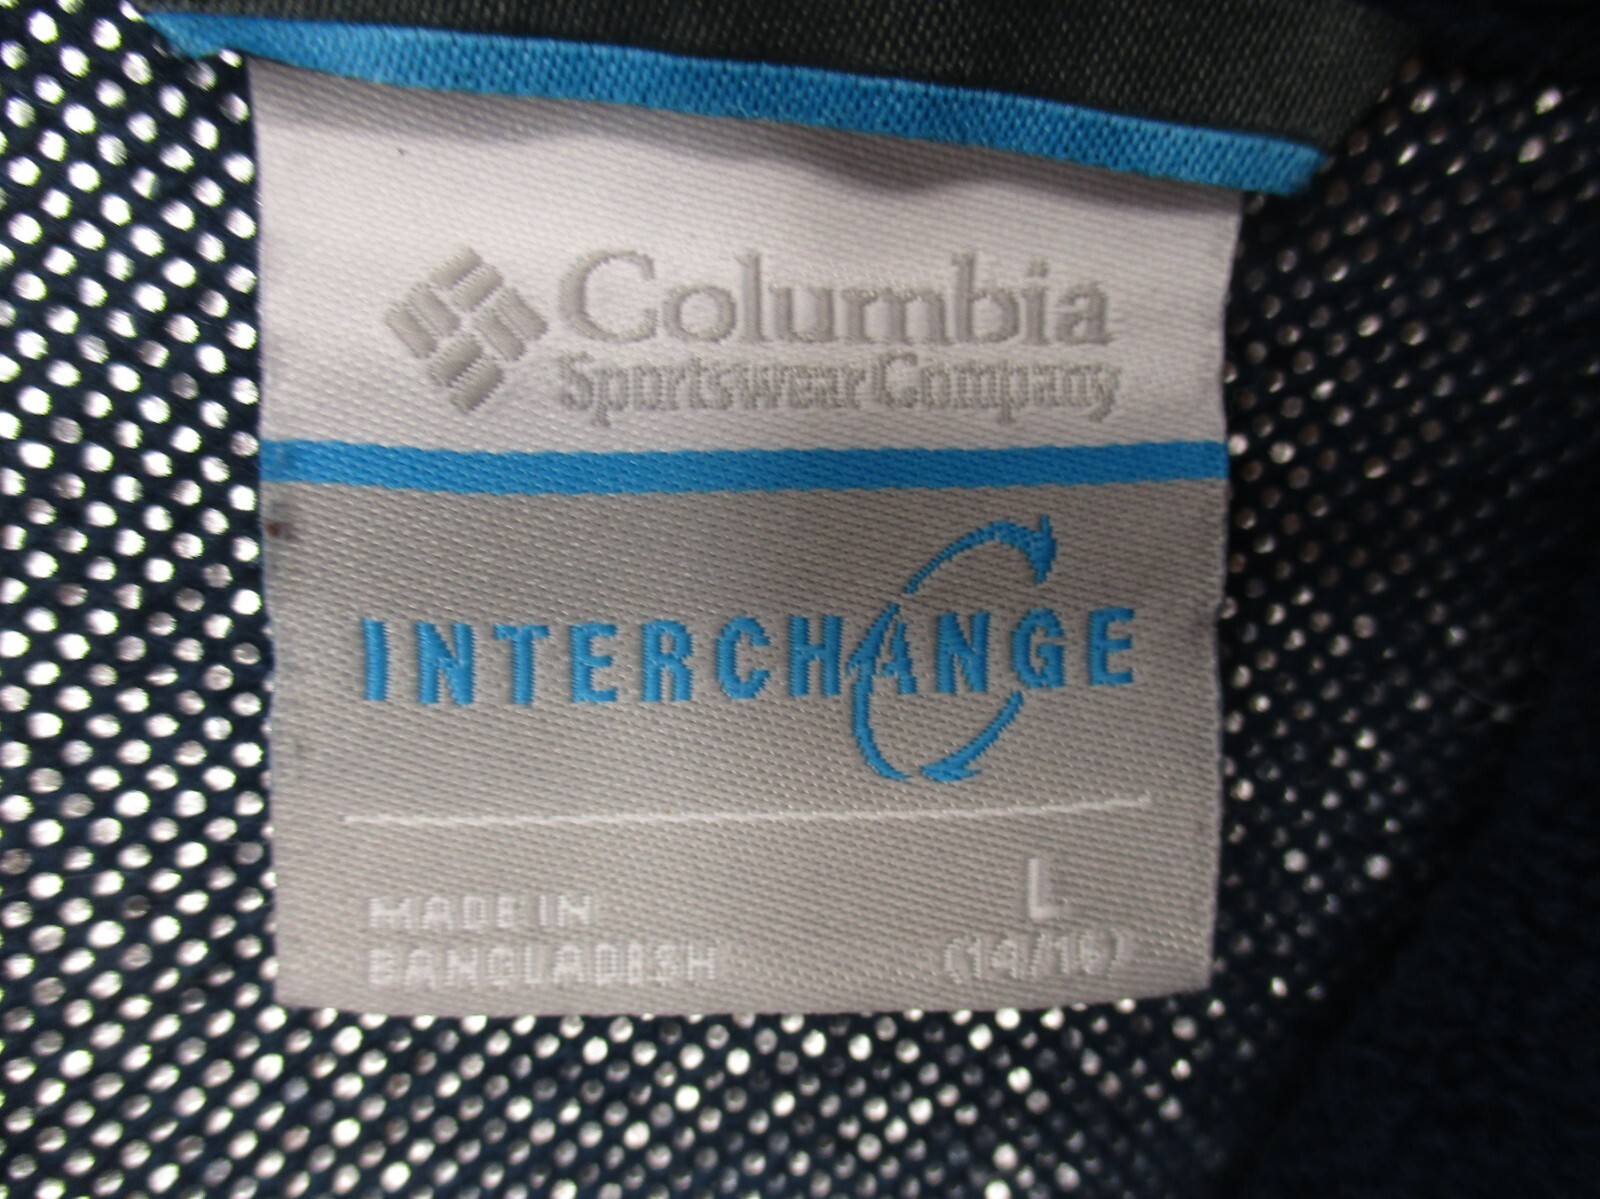 Columbia
Sportswear Company
INTERCHANGE
MADE IN
BANGLADESH
L
(14/16)